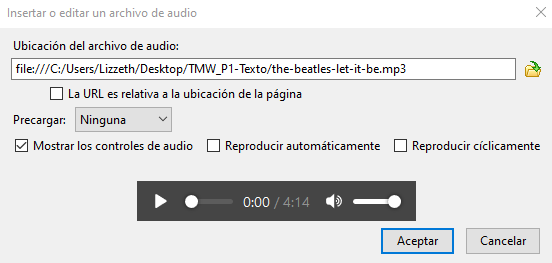 Insertar o editar un archivo de audio
Ubicación del archivo de audio:
file:///C:/Users/Lizzeth/Desktop/TMW_P1-Texto/the-beatles-let-it-be.mp3
La URL es relativa a la ubicación de la página
Precargar: Ninguna
Mostrar los controles de audio Reproducir automáticamente Reproducir cíclicamente
0:00 / 4:14
Aceptar Cancelar